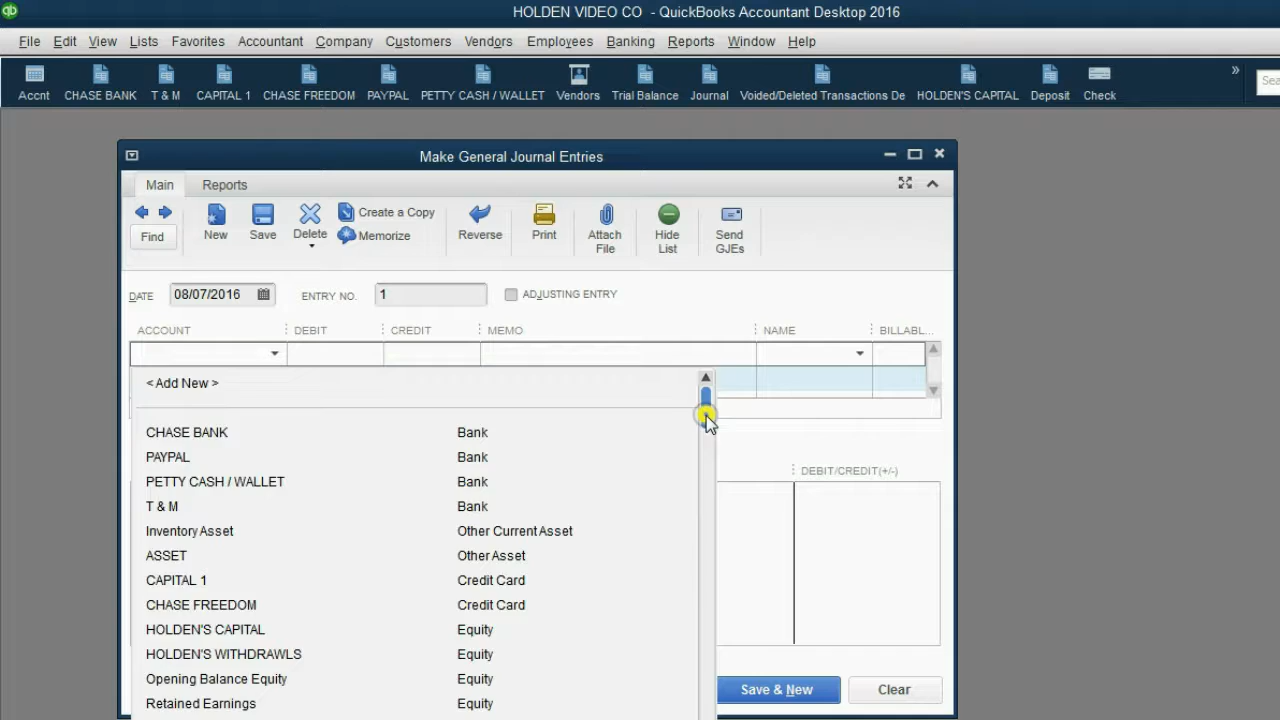 HOLDEN VIDEO CO - QuickBooks Accountant Desktop 2016
File Edit View Lists Favorites Accountant Company Customers Vendors Employees Banking Reports Window Help
Accnt CHASE BANK T & M CAPITAL 1 CHASE FREEDOM PAYPAL PETTY CASH / WALLET Vendors Trial Balance Journal Voided/Deleted Transactions De HOLDEN'S CAPITAL Deposit Check » Sea
Make General Journal Entries
Main Reports
Find New Save Delete Create a Copy Memorize Reverse Print Attach File Hide List Send GJEs
DATE 08/07/2016 ENTRY NO. 1 ADJUSTING ENTRY
ACCOUNT DEBIT CREDIT MEMO NAME BILLABL...
< Add New >
CHASE BANK Bank
PAYPAL Bank
PETTY CASH / WALLET Bank
DEBIT/CREDIT(+/-)
T & M Bank
Inventory Asset Other Current Asset
ASSET Other Asset
CAPITAL 1 Credit Card
CHASE FREEDOM Credit Card
HOLDEN'S CAPITAL Equity
HOLDEN'S WITHDRAWLS Equity
Opening Balance Equity Equity
Save & New Clear
Retained Earnings Equity